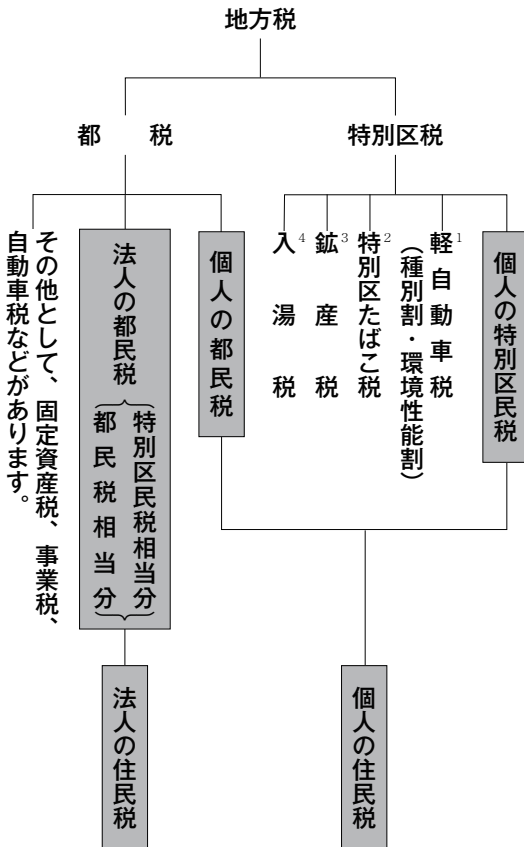 地方税
都税
特別区税
個人の特別区民税
軽自動車税1
(種別割・環境性能割)
特別区たばこ税2
鉱産税3
入湯税4
個人の都民税
法人の都民税
特別区民税相当分
都民税相当分
その他として、固定資産税、事業税、
自動車税などがあります。
個人の住民税
法人の住民税